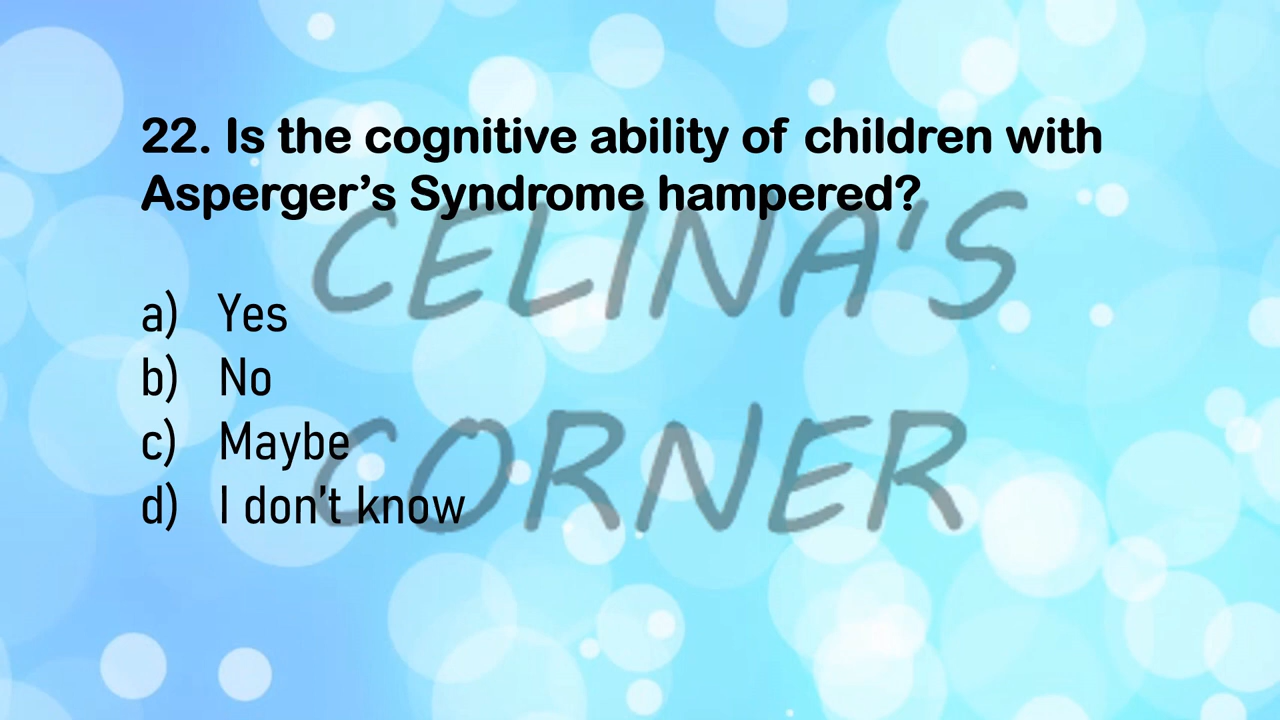 22. Is the cognitive ability of children with
Asperger’s Syndrome hampered?
CELINA'S
a) Yes
b) No
c) Maybe
CORNER
d) I don’t know